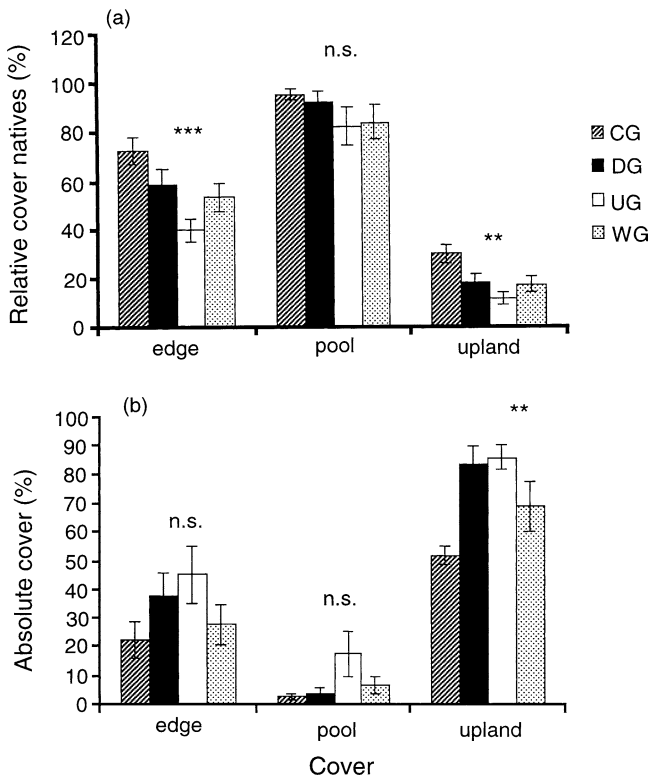 (a)
Relative cover natives (%)
120
100
80
60
40
20
0
***
n.s.
**
edge
pool
upland
CG
DG
UG
WG
(b)
Absolute cover (%)
100
90
80
70
60
50
40
30
20
10
0
n.s.
n.s.
**
edge
pool
upland
Cover